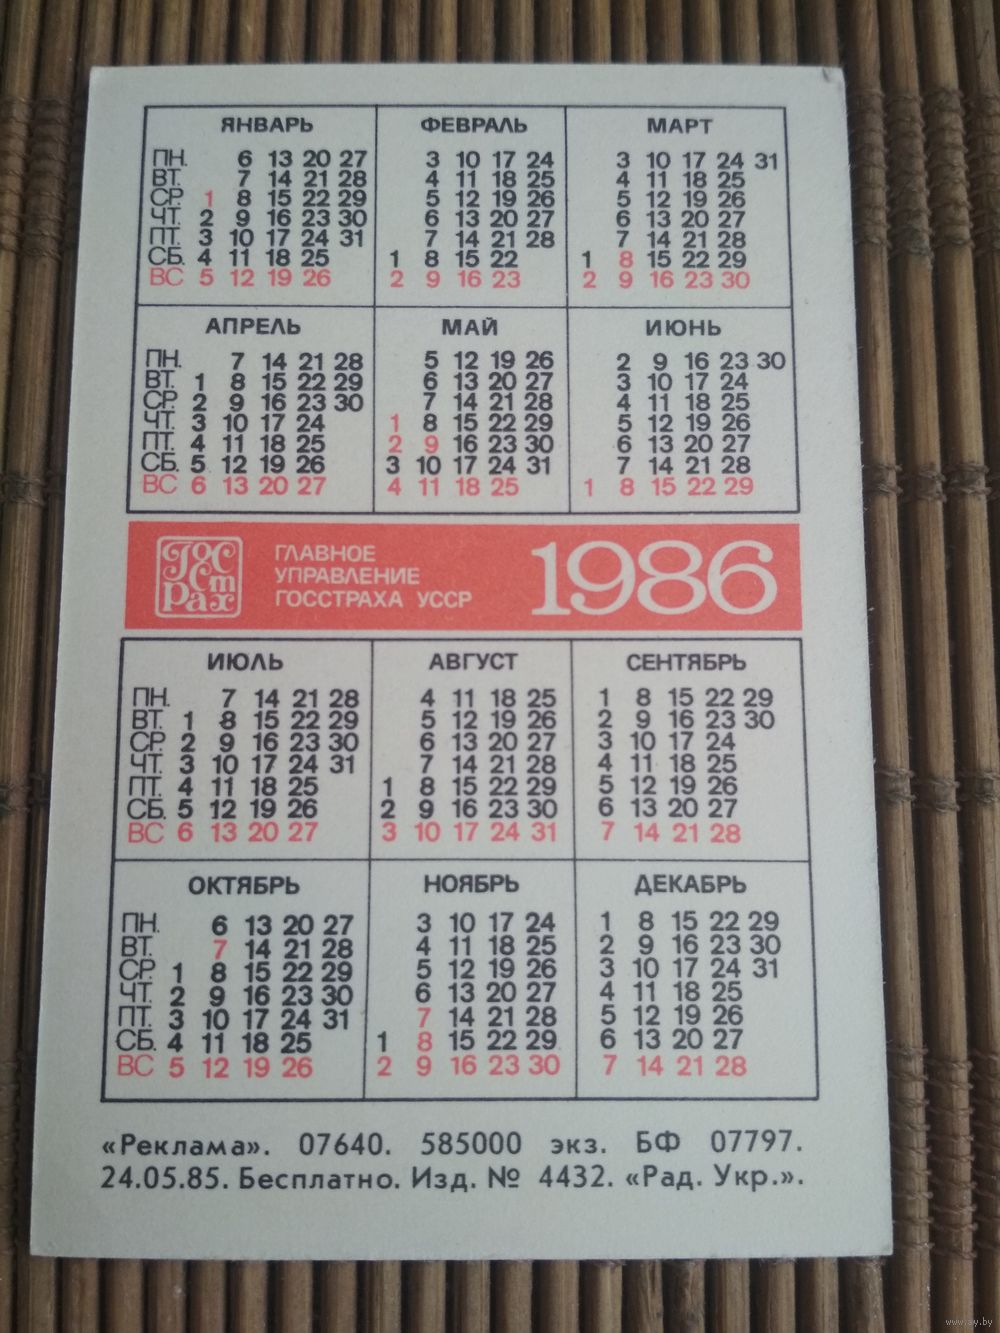 ЯНВАРЬ ФЕВРАЛЬ МАРТ
ПН. 6 13 20 27 3 10 17 24 3 10 17 24 31
ВТ. 7 14 21 28 4 11 18 25 4 11 18 25
СР. 1 8 15 22 29 5 12 19 26 5 12 19 26
ЧТ. 2 9 16 23 30 6 13 20 27 6 13 20 27
ПТ. 3 10 17 24 31 7 14 21 28 7 14 21 28
СБ. 4 11 18 25 1 8 15 22 1 8 15 22 29
ВС 5 12 19 26 2 9 16 23 2 9 16 23 30
АПРЕЛЬ МАЙ ИЮНЬ
ПН. 7 14 21 28 5 12 19 26 2 9 16 23 30
ВТ. 1 8 15 22 29 6 13 20 27 3 10 17 24
СР. 2 9 16 23 30 7 14 21 28 4 11 18 25
ЧТ. 3 10 17 24 1 8 15 22 29 5 12 19 26
ПТ. 4 11 18 25 2 9 16 23 30 6 13 20 27
СБ. 5 12 19 26 3 10 17 24 31 7 14 21 28
ВС 6 13 20 27 4 11 18 25 1 8 15 22 29
Госстрах
ГЛАВНОЕ
УПРАВЛЕНИЕ
ГОССТРАХА УССР
1986
ИЮЛЬ АВГУСТ СЕНТЯБРЬ
ПН. 7 14 21 28 4 11 18 25 1 8 15 22 29
ВТ. 1 8 15 22 29 5 12 19 26 2 9 16 23 30
СР. 2 9 16 23 30 6 13 20 27 3 10 17 24
ЧТ. 3 10 17 24 31 7 14 21 28 4 11 18 25
ПТ. 4 11 18 25 1 8 15 22 29 5 12 19 26
СБ. 5 12 19 26 2 9 16 23 30 6 13 20 27
ВС 6 13 20 27 3 10 17 24 31 7 14 21 28
ОКТЯБРЬ НОЯБРЬ ДЕКАБРЬ
ПН. 6 13 20 27 3 10 17 24 1 8 15 22 29
ВТ. 7 14 21 28 4 11 18 25 2 9 16 23 30
СР. 1 8 15 22 29 5 12 19 26 3 10 17 24 31
ЧТ. 2 9 16 23 30 6 13 20 27 4 11 18 25
ПТ. 3 10 17 24 31 7 14 21 28 5 12 19 26
СБ. 4 11 18 25 1 8 15 22 29 6 13 20 27
ВС 5 12 19 26 2 9 16 23 30 7 14 21 28
«Реклама». 07640. 585000 экз. БФ 07797.
24.05.85. Бесплатно. Изд. № 4432. «Рад. Укр.».
www.ay.by